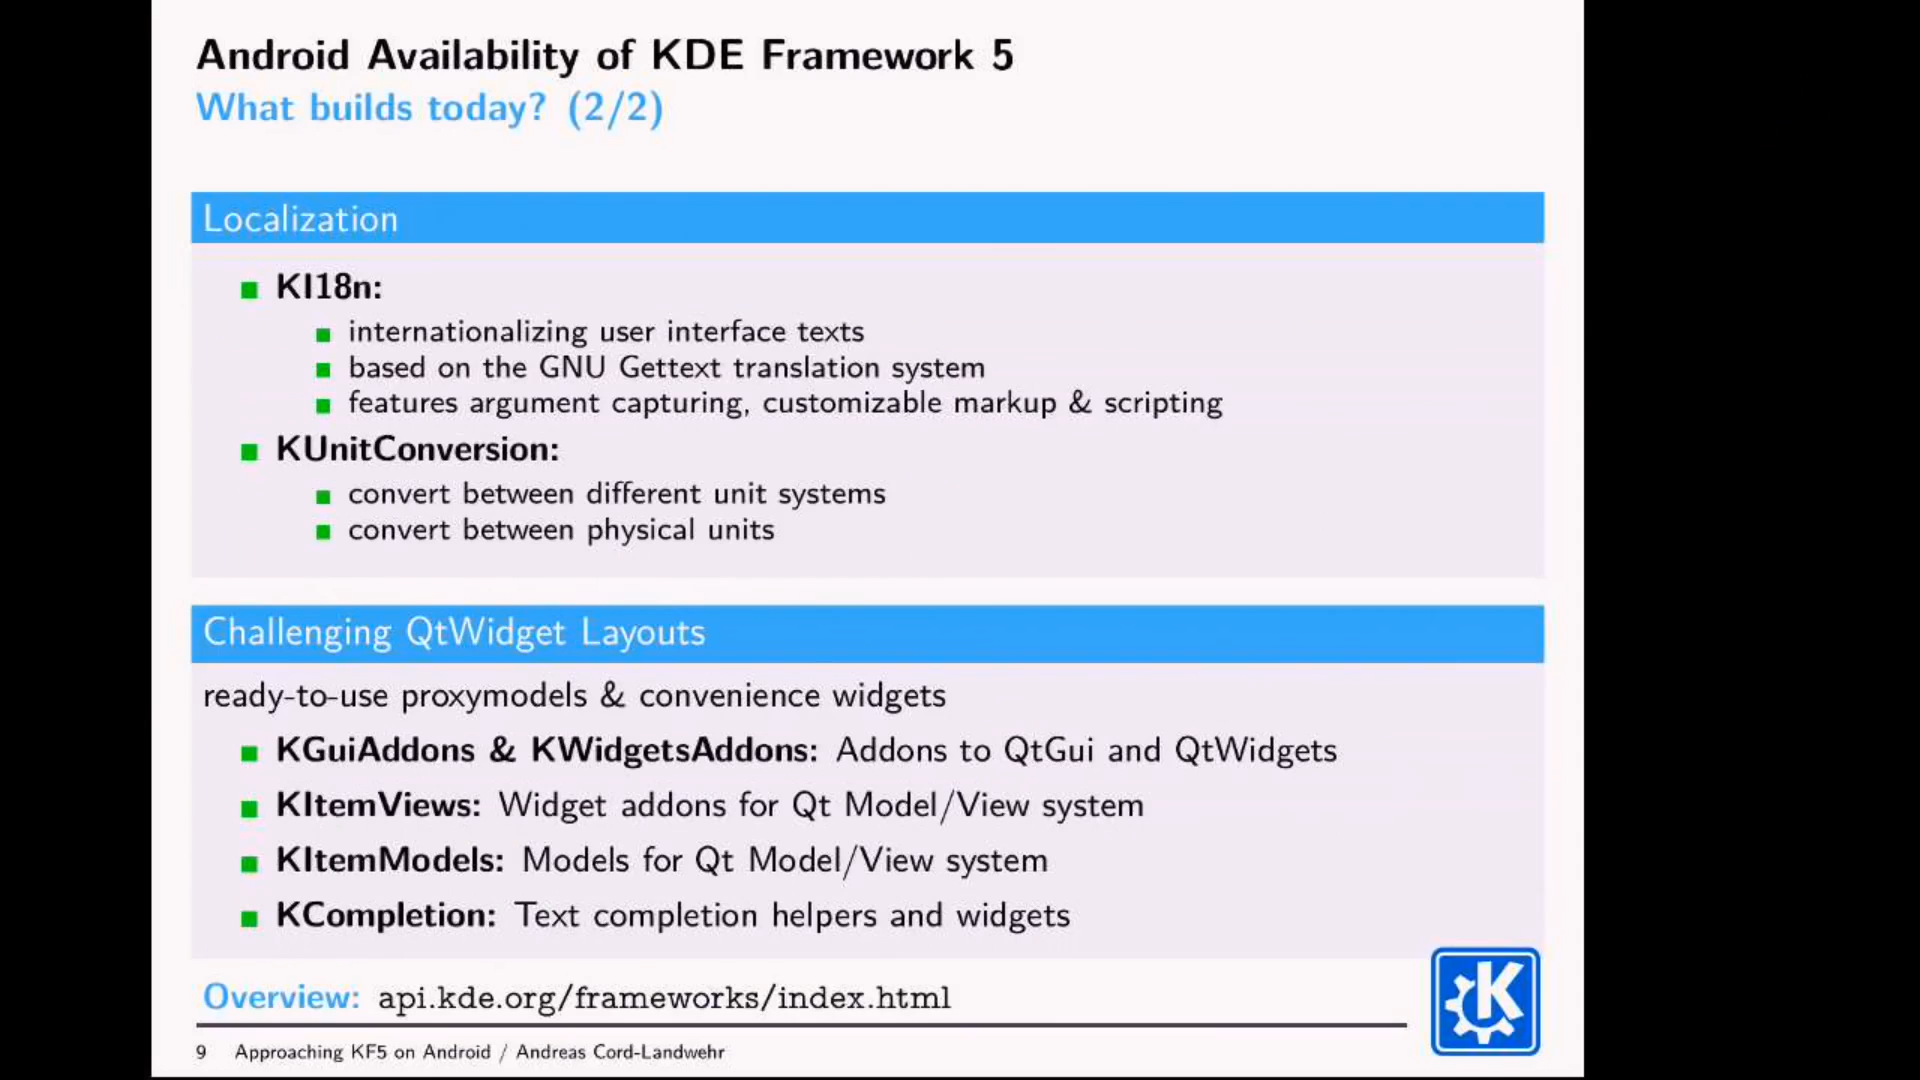 Android Availability of KDE Framework 5
What builds today? (2/2)
Localization
KI18n:
internationalizing user interface texts
based on the GNU Gettext translation system
features argument capturing, customizable markup & scripting
KUnitConversion:
convert between different unit systems
convert between physical units
Challenging QtWidget Layouts
ready-to-use proxymodels & convenience widgets
KGuiAddons & KWidgetsAddons: Addons to QtGui and QtWidgets
KItemViews: Widget addons for Qt Model/View system
KItemModels: Models for Qt Model/View system
KCompletion: Text completion helpers and widgets
Overview: api.kde.org/frameworks/index.html
K
9 Approaching KF5 on Android / Andreas Cord-Landwehr